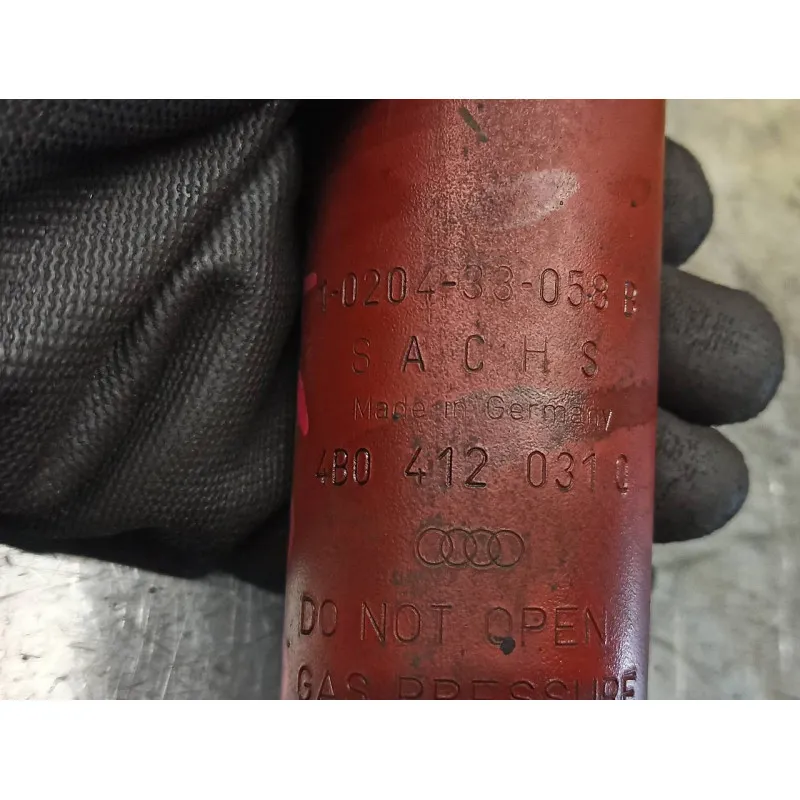 1-0204-33-058 B
SACHS
Made in Germany
4B0 412 031
DO NOT OPEN
GAS PRESSURE